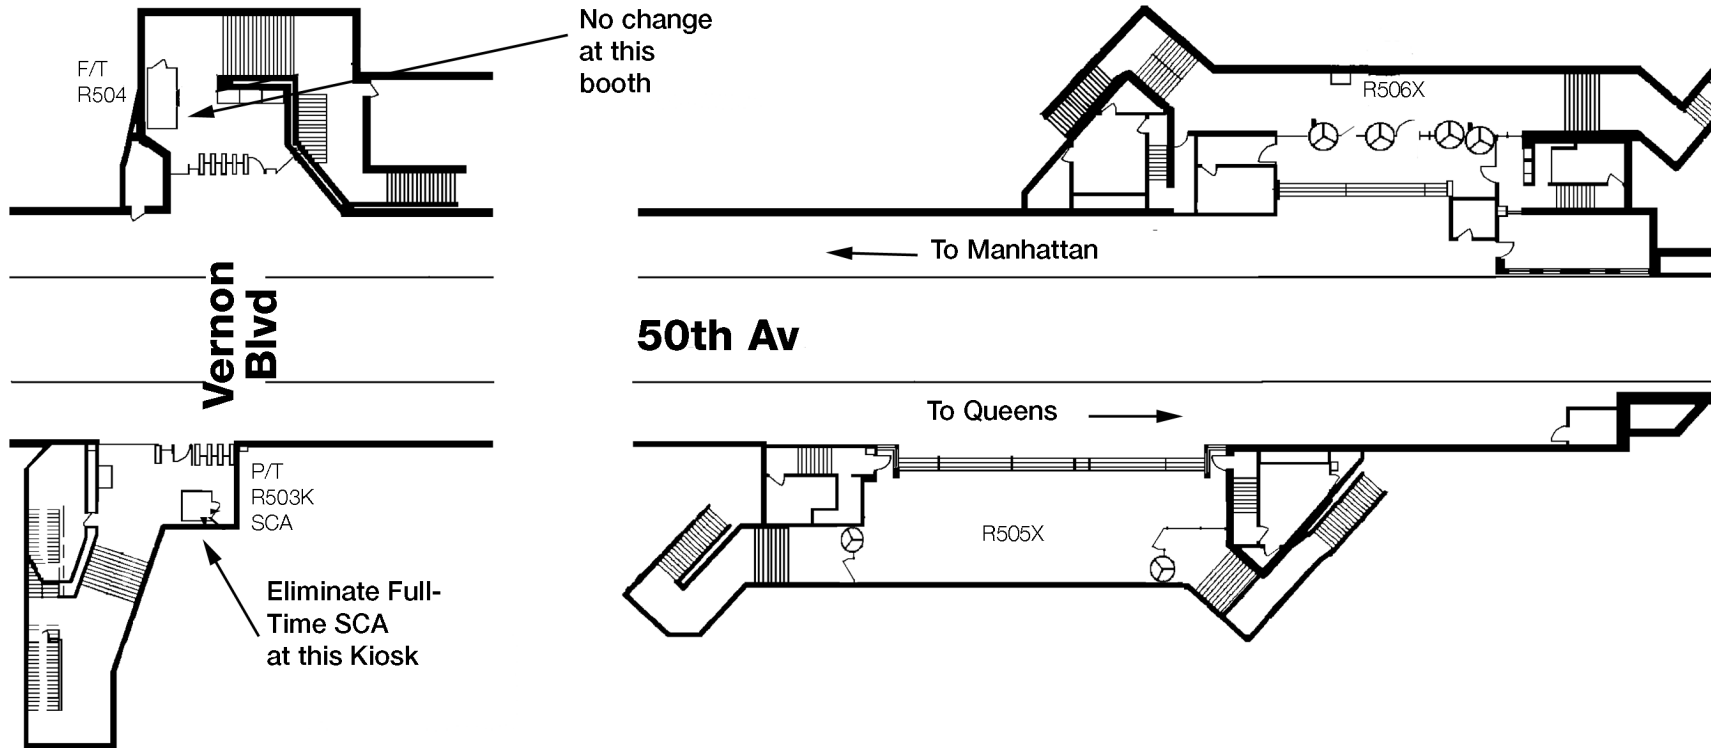 No change
at this
booth
F/T
R504
R506X
To Manhattan
Vernon
Blvd
50th Av
To Queens
P/T
R503K
SCA
R505X
Eliminate Full-
Time SCA
at this Kiosk